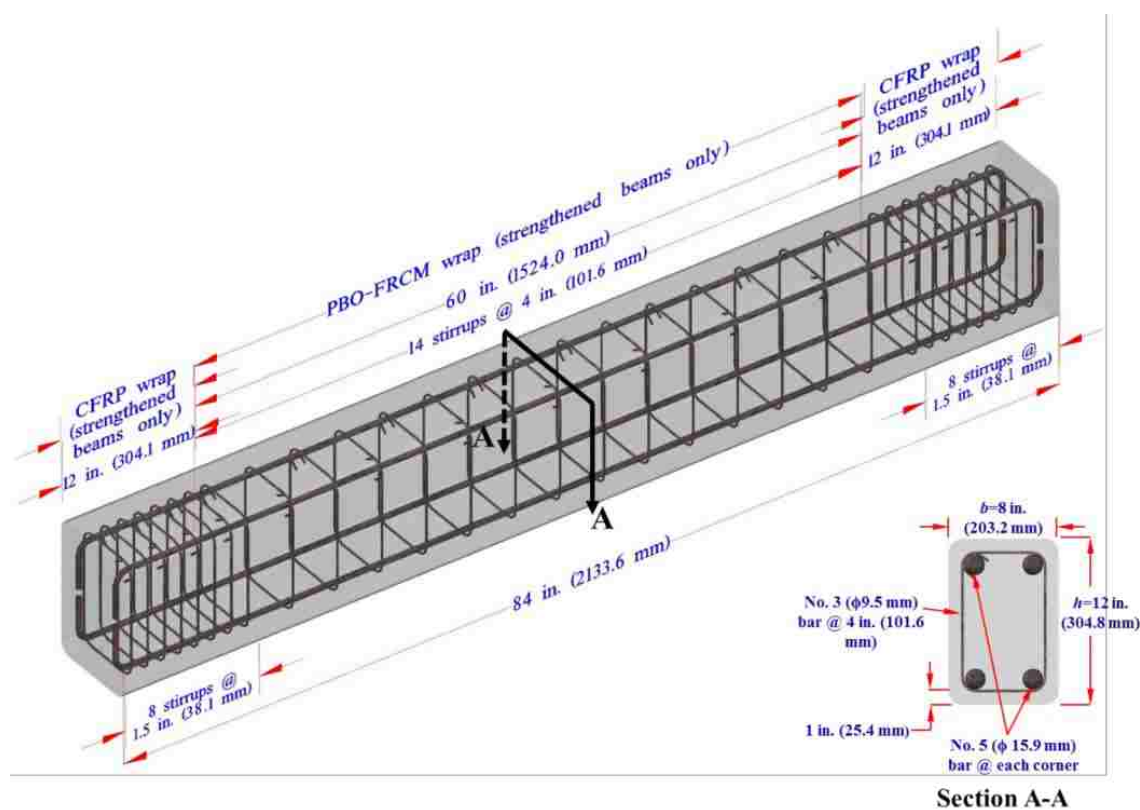 CFRP wrap
(strengthened
beams only)
12 in. (304.1 mm)
PBO-FRCM wrap (strengthened beams only)
60 in. (1524.0 mm)
14 stirrups @ 4 in. (101.6 mm)
CFRP wrap
(strengthened
beams only)
12 in. (304.1 mm)
A
A
8 stirrups @
1.5 in. (38.1 mm)
84 in. (2133.6 mm)
8 stirrups @
1.5 in. (38.1 mm)
b=8 in.
(203.2 mm)
No. 3 (ϕ9.5 mm)
bar @ 4 in. (101.6
mm)
h=12 in.
(304.8 mm)
1 in. (25.4 mm)
No. 5 (ϕ 15.9 mm)
bar @ each corner
Section A-A